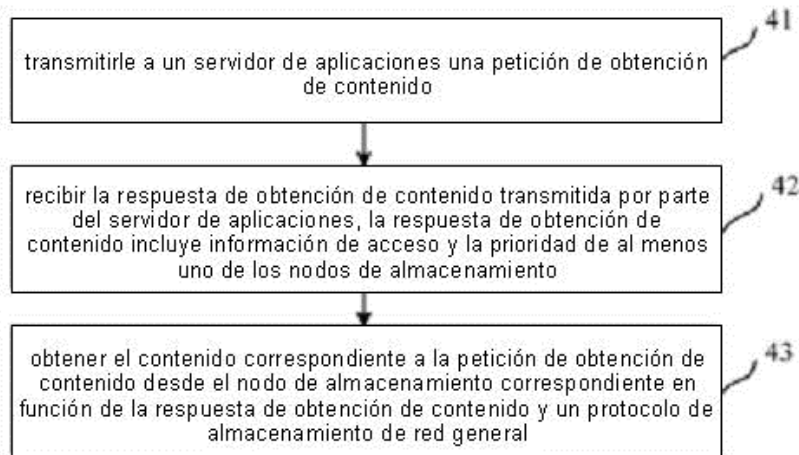 41
transmitirle a un servidor de aplicaciones una petición de obtención
de contenido
42
recibir la respuesta de obtención de contenido transmitida por parte
del servidor de aplicaciones, la respuesta de obtención de
contenido incluye información de acceso y la prioridad de al menos
uno de los nodos de almacenamiento
43
obtener el contenido correspondiente a la petición de obtención de
contenido desde el nodo de almacenamiento correspondiente en
función de la respuesta de obtención de contenido y un protocolo de
almacenamiento de red general